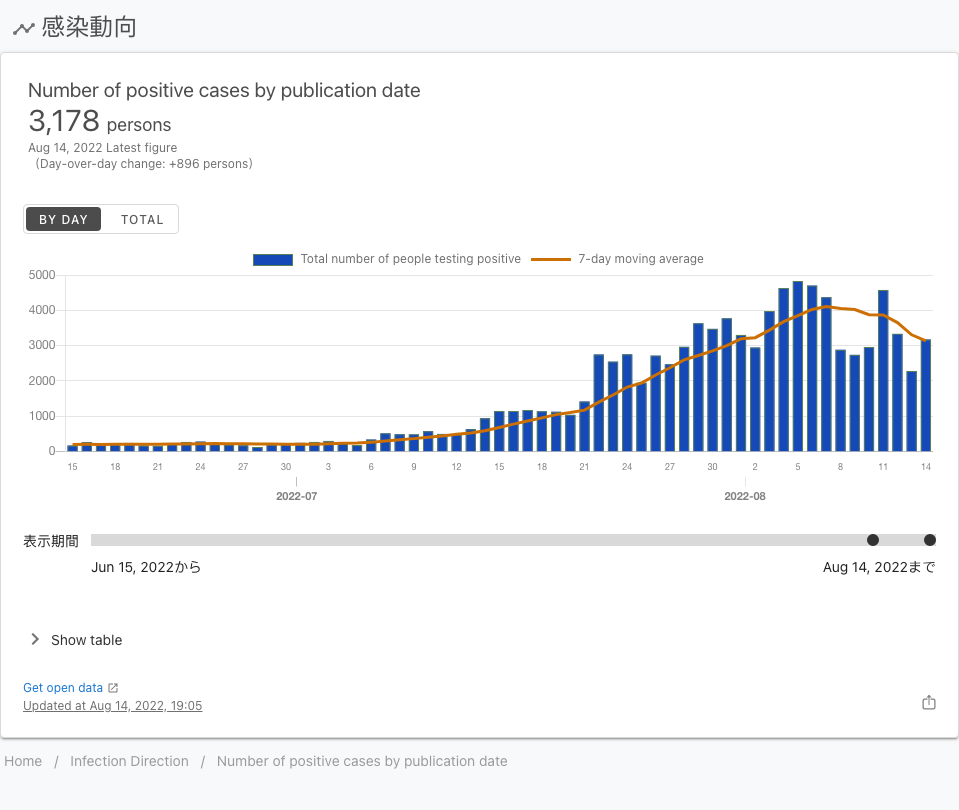 感染動向
Number of positive cases by publication date
3,178 persons
Aug 14, 2022 Latest figure
（Day-over-day change: +896 persons）
BY DAY TOTAL
Total number of people testing positive 7-day moving average
5000
4000
3000
2000
1000
0
15 18 21 24 27 30 3 6 9 12 15 18 21 24 27 30 2 5 8 11 14
2022-07 2022-08
表示期間
Jun 15, 2022から Aug 14, 2022まで
Show table
Get open data
Updated at Aug 14, 2022, 19:05
Home / Infection Direction / Number of positive cases by publication date